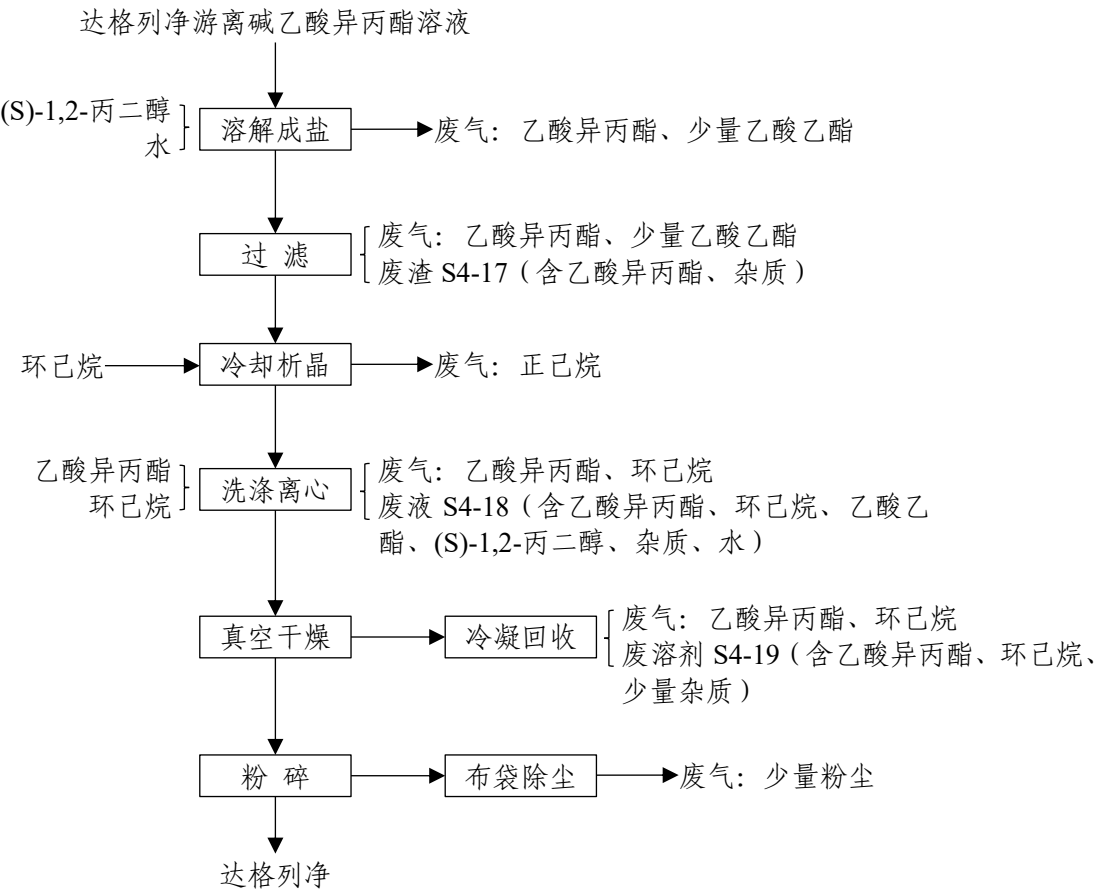 达格列净游离碱乙酸异丙酯溶液
(S)-1,2-丙二醇
水
溶解成盐
废气：乙酸异丙酯、少量乙酸乙酯
过 滤
废气：乙酸异丙酯、少量乙酸乙酯
废渣 S4-17（含乙酸异丙酯、杂质）
环己烷
冷却析晶
废气：正己烷
乙酸异丙酯
环己烷
洗涤离心
废气：乙酸异丙酯、环己烷
废液 S4-18（含乙酸异丙酯、环己烷、乙酸乙
酯、(S)-1,2-丙二醇、杂质、水）
真空干燥
冷凝回收
废气：乙酸异丙酯、环己烷
废溶剂 S4-19（含乙酸异丙酯、环己烷、
少量杂质）
粉 碎
布袋除尘
废气：少量粉尘
达格列净